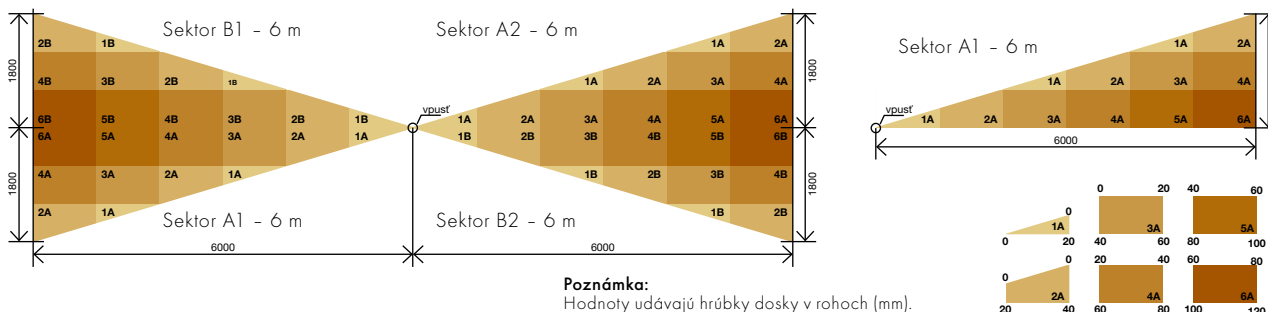 Sektor B1 – 6 m
Sektor A2 – 6 m
Sektor A1 – 6 m
2B 1B
1A 2A
1A 2A
4B 3B 2B 1B
1A 2A 3A 4A
1A 2A 3A 4A
vpusť
vpusť
6B 5B 4B 3B 2B 1B
1A 2A 3A 4A 5A 6A
1A 2A 3A 4A 5A 6A
6A 5A 4A 3A 2A 1A
1B 2B 3B 4B 5B 6B
4A 3A 2A 1A
1B 2B 3B 4B
2A 1A
1B 2B
1800
1800
1800
1800
Sektor A1 – 6 m
Sektor B2 – 6 m
6000
6000
6000
0 20 40 60
0 1A 3A 5A
0 20 40 60 80 100
0 20 40 60 80
0 2A 4A 6A
20 40 60 80 100 120
Poznámka:
Hodnoty udávajú hrúbky dosky v rohoch (mm).